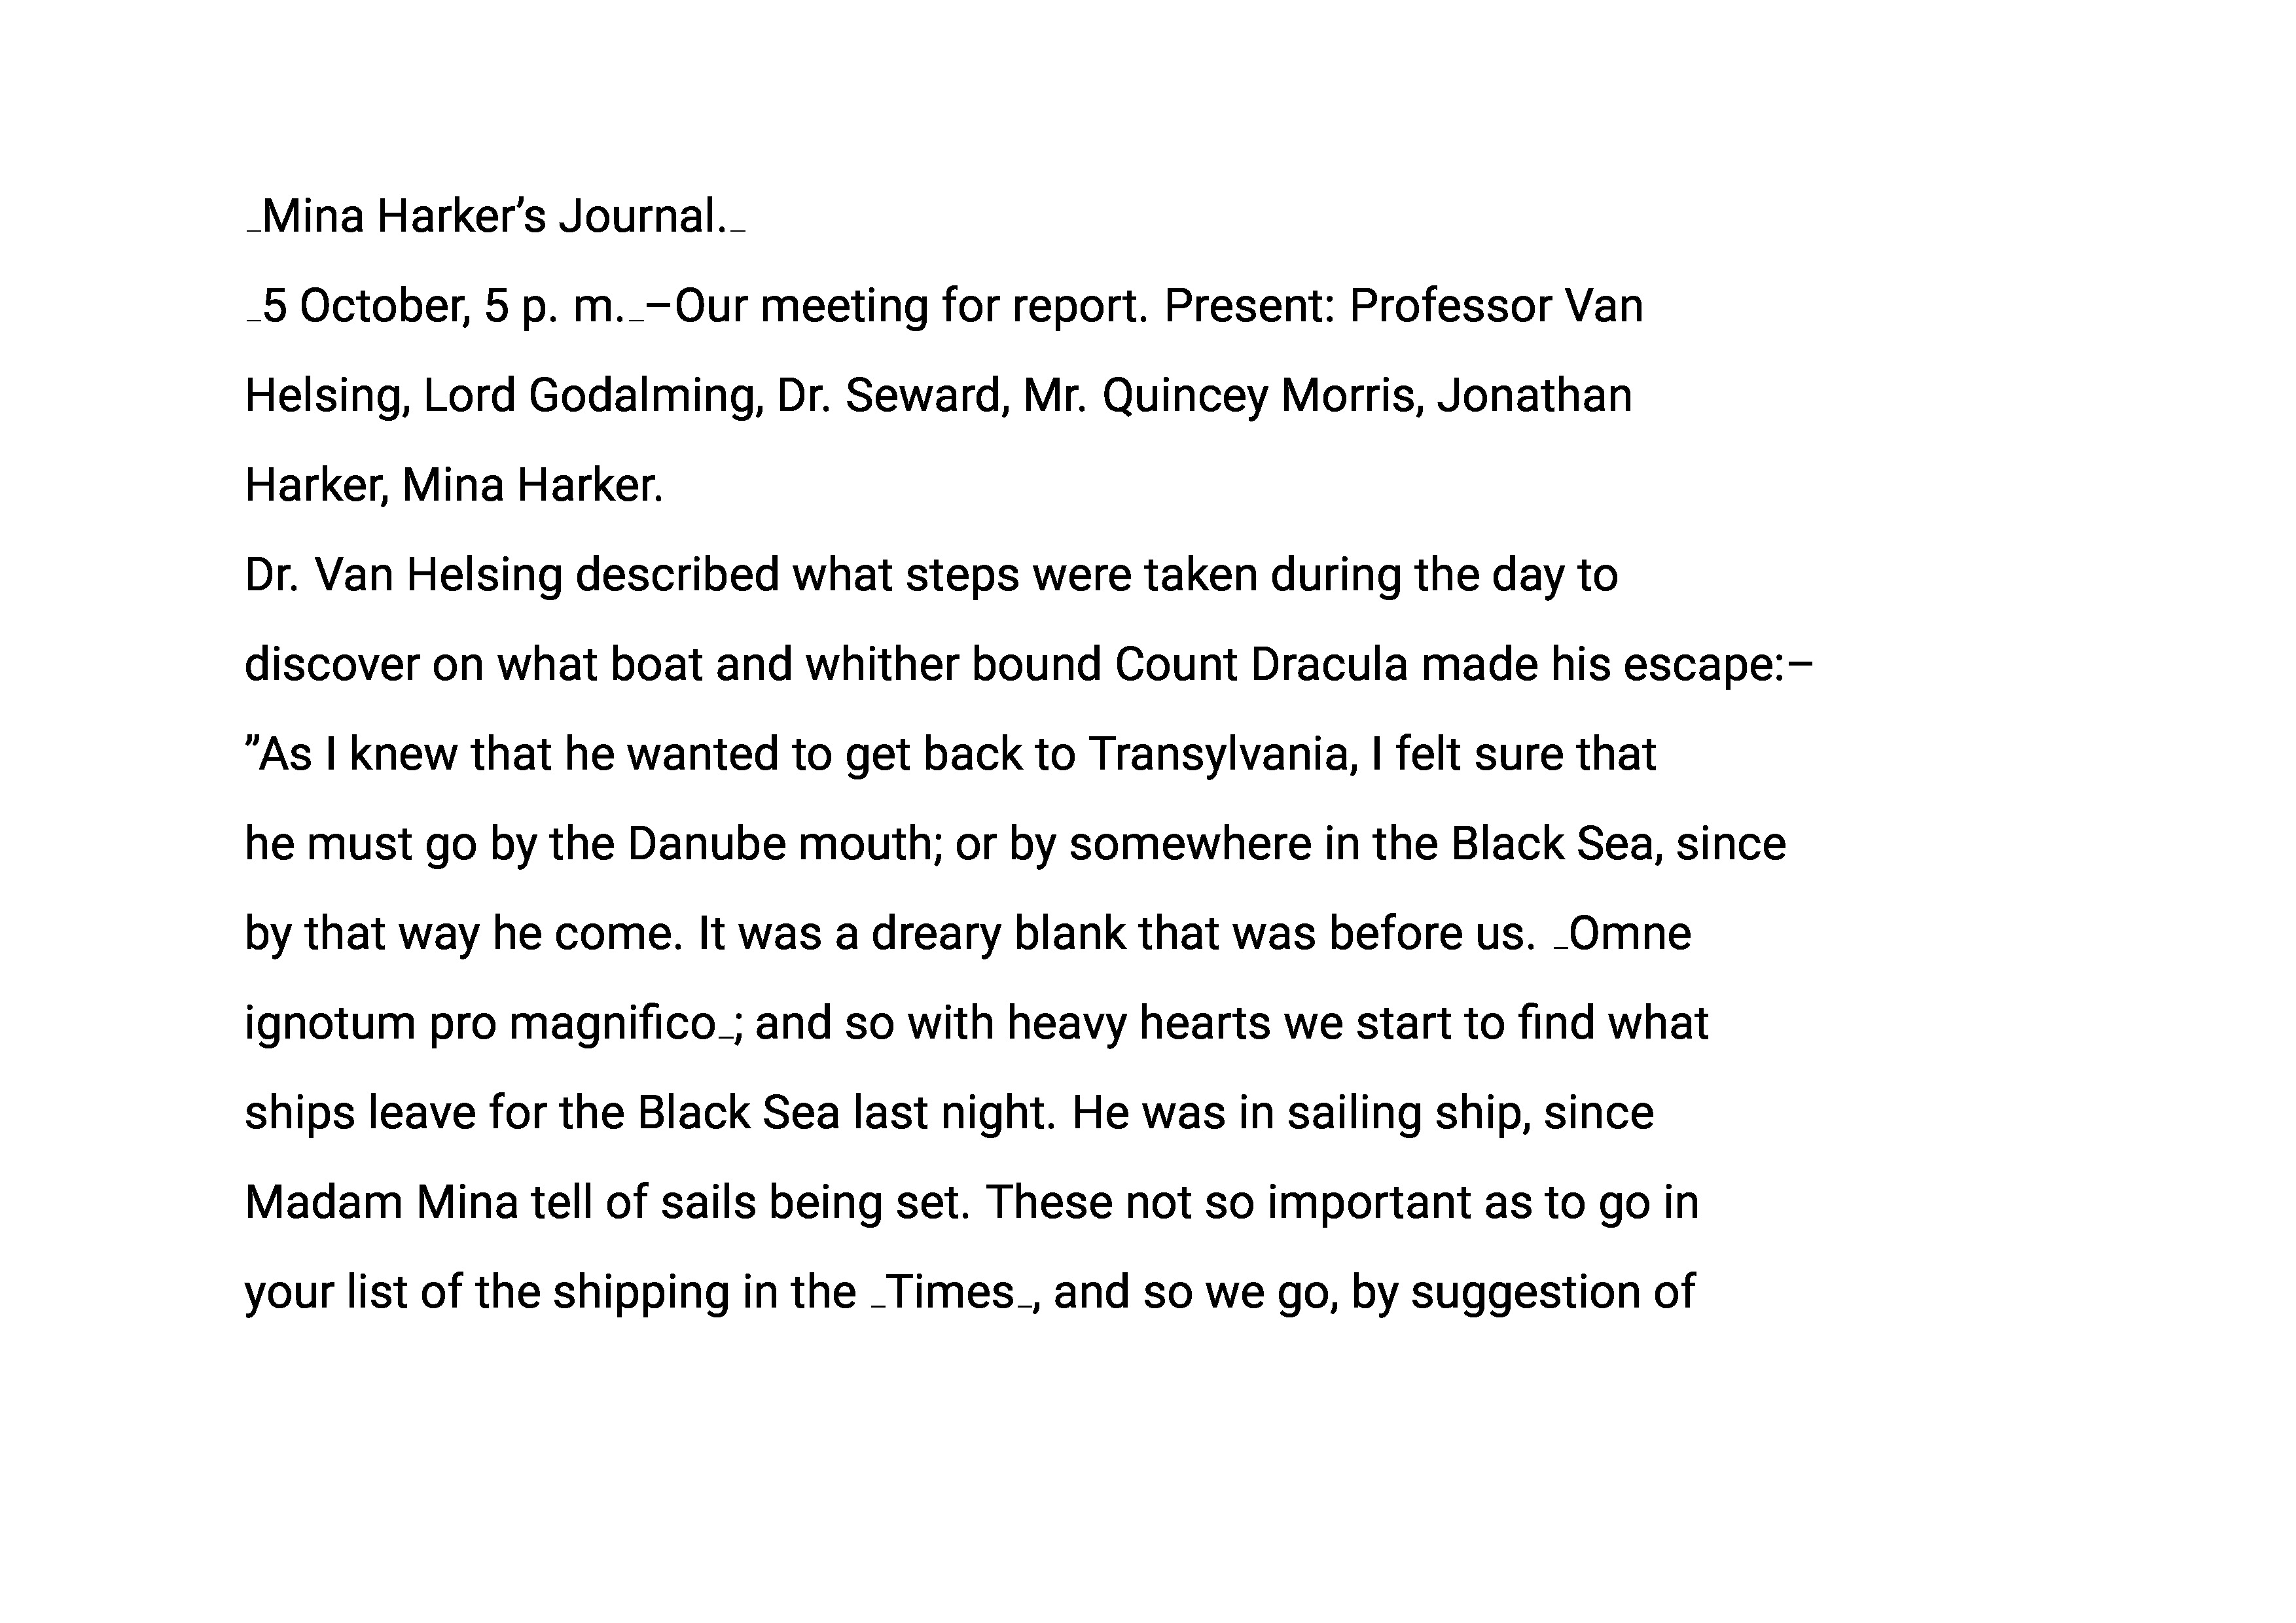 _Mina Harker’s Journal._
_5 October, 5 p. m._–Our meeting for report. Present: Professor Van
Helsing, Lord Godalming, Dr. Seward, Mr. Quincey Morris, Jonathan
Harker, Mina Harker.
Dr. Van Helsing described what steps were taken during the day to
discover on what boat and whither bound Count Dracula made his escape:–
”As I knew that he wanted to get back to Transylvania, I felt sure that
he must go by the Danube mouth; or by somewhere in the Black Sea, since
by that way he come. It was a dreary blank that was before us. _Omne
ignotum pro magnifico_; and so with heavy hearts we start to find what
ships leave for the Black Sea last night. He was in sailing ship, since
Madam Mina tell of sails being set. These not so important as to go in
your list of the shipping in the _Times_, and so we go, by suggestion of